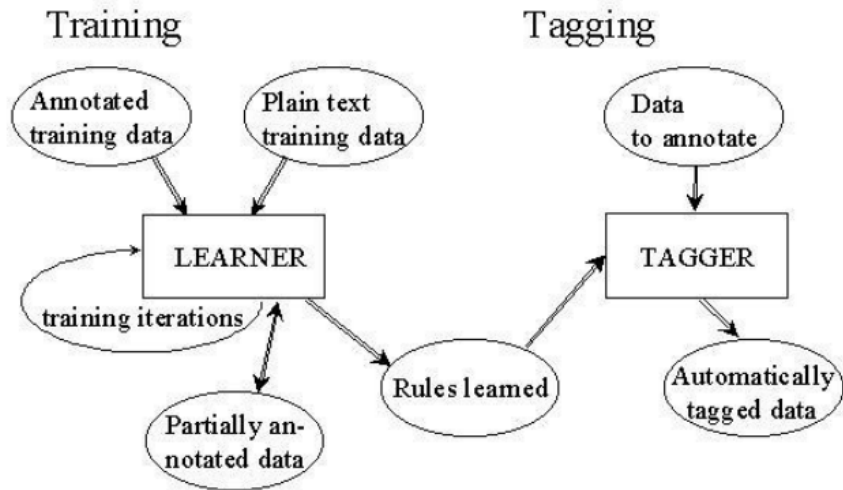 Training
Tagging
Annotated
training data
Plain text
training data
Data
to annotate
LEARNER
TAGGER
training iterations
Rules learned
Partially an-
notated data
Automatically
tagged data